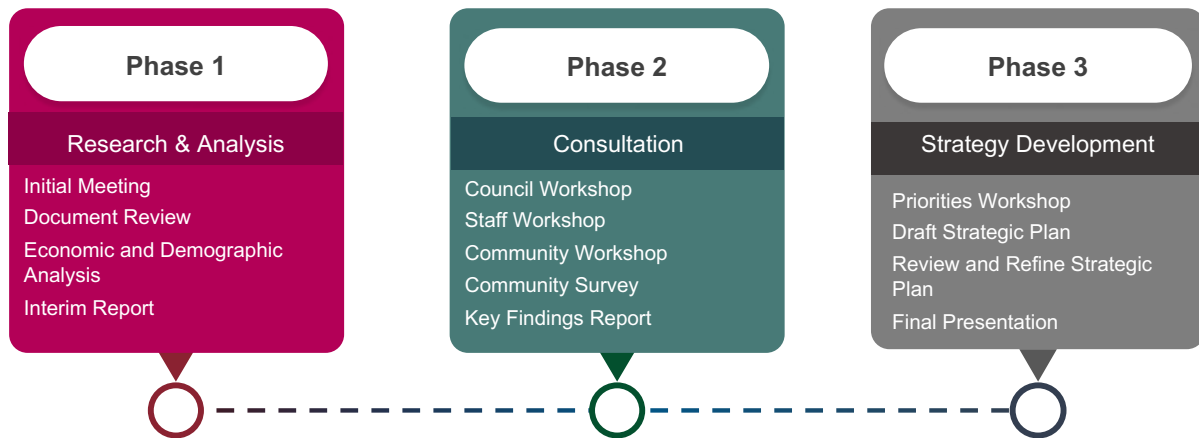 Phase 1
Research & Analysis
Initial Meeting
Document Review
Economic and Demographic
Analysis
Interim Report
Phase 2
Consultation
Council Workshop
Staff Workshop
Community Workshop
Community Survey
Key Findings Report
Phase 3
Strategy Development
Priorities Workshop
Draft Strategic Plan
Review and Refine Strategic
Plan
Final Presentation